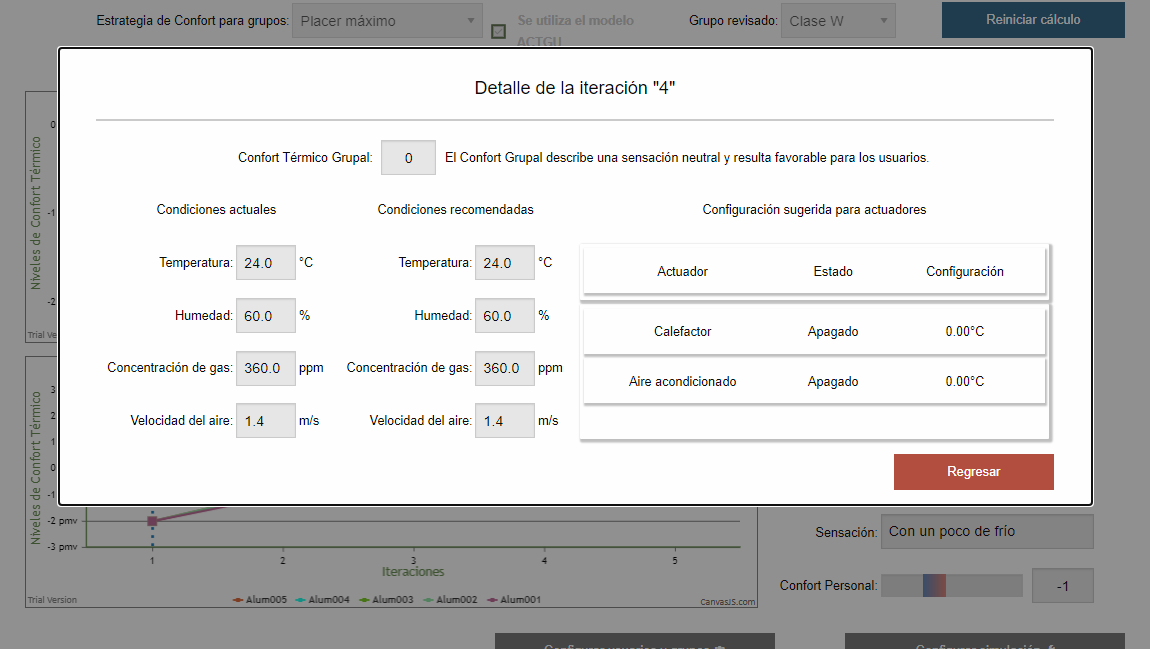 Estrategia de Confort para grupos: Placer máximo Se utiliza el modelo ACTGU Grupo revisado: Clase W Reiniciar cálculo
Detalle de la iteración "4"
Confort Térmico Grupal: 0 El Confort Grupal describe una sensación neutral y resulta favorable para los usuarios.
Condiciones actuales Condiciones recomendadas Configuración sugerida para actuadores
Temperatura: 24.0 °C Temperatura: 24.0 °C
Actuador Estado Configuración
Humedad: 60.0 % Humedad: 60.0 %
Calefactor Apagado 0.00°C
Concentración de gas: 360.0 ppm Concentración de gas: 360.0 ppm
Aire acondicionado Apagado 0.00°C
Velocidad del aire: 1.4 m/s Velocidad del aire: 1.4 m/s
Regresar
Niveles de Confort Térmico
0
-1
-2
Trial Ve
Niveles de Confort Térmico
3
2
1
0
-1
-2 pmv
-3 pmv
1 2 3 4 5
Iteraciones
Alum005 Alum004 Alum003 Alum002 Alum001
Trial Version
CanvasJS.com
Sensación: Con un poco de frío
Confort Personal: -1
Configurar usuarios y grupos
Configurar simulación